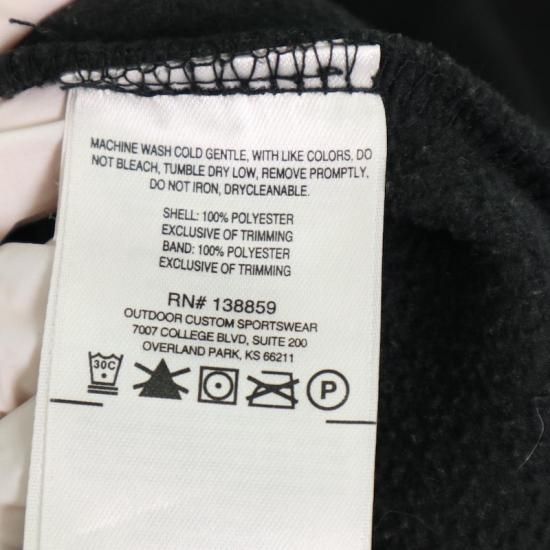 MACHINE WASH COLD GENTLE, WITH LIKE COLORS, DO
NOT BLEACH, TUMBLE DRY LOW, REMOVE PROMPTLY,
DO NOT IRON, DRYCLEANABLE.
SHELL: 100% POLYESTER
EXCLUSIVE OF TRIMMING
BAND: 100% POLYESTER
EXCLUSIVE OF TRIMMING
RN# 138859
OUTDOOR CUSTOM SPORTSWEAR
7007 COLLEGE BLVD, SUITE 200
OVERLAND PARK, KS 66211
30C P